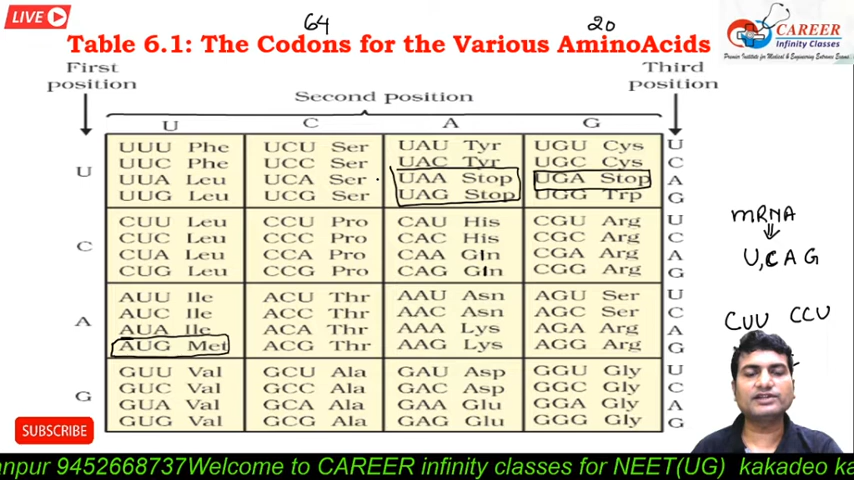 LIVE
64
20
Table 6.1: The Codons for the Various AminoAcids
CAREER
Infinity Classes
Premier Institute for Medical & Engineering Entrance Exams
First position
Third position
Second position
U C A G
U
UUU Phe UCU Ser UAU Tyr UGU Cys U
UUC Phe UCC Ser UAC Tyr UGC Cys C
UUA Leu UCA Ser UAA Stop UGA Stop A
UUG Leu UCG Ser UAG Stop UGG Trp G
C
CUU Leu CCU Pro CAU His CGU Arg U
CUC Leu CCC Pro CAC His CGC Arg C
CUA Leu CCA Pro CAA Gln CGA Arg A
CUG Leu CCG Pro CAG Gln CGG Arg G
A
AUU Ile ACU Thr AAU Asn AGU Ser U
AUC Ile ACC Thr AAC Asn AGC Ser C
AUA Ile ACA Thr AAA Lys AGA Arg A
AUG Met ACG Thr AAG Lys AGG Arg G
G
GUU Val GCU Ala GAU Asp GGU Gly U
GUC Val GCC Ala GAC Asp GGC Gly C
GUA Val GCA Ala GAA Glu GGA Gly A
GUG Val GCG Ala GAG Glu GGG Gly G
mRNA
U,C A G
CUU CCU
SUBSCRIBE
anpur 9452668737Welcome to CAREER infinity classes for NEET(UG) kakadeo ka